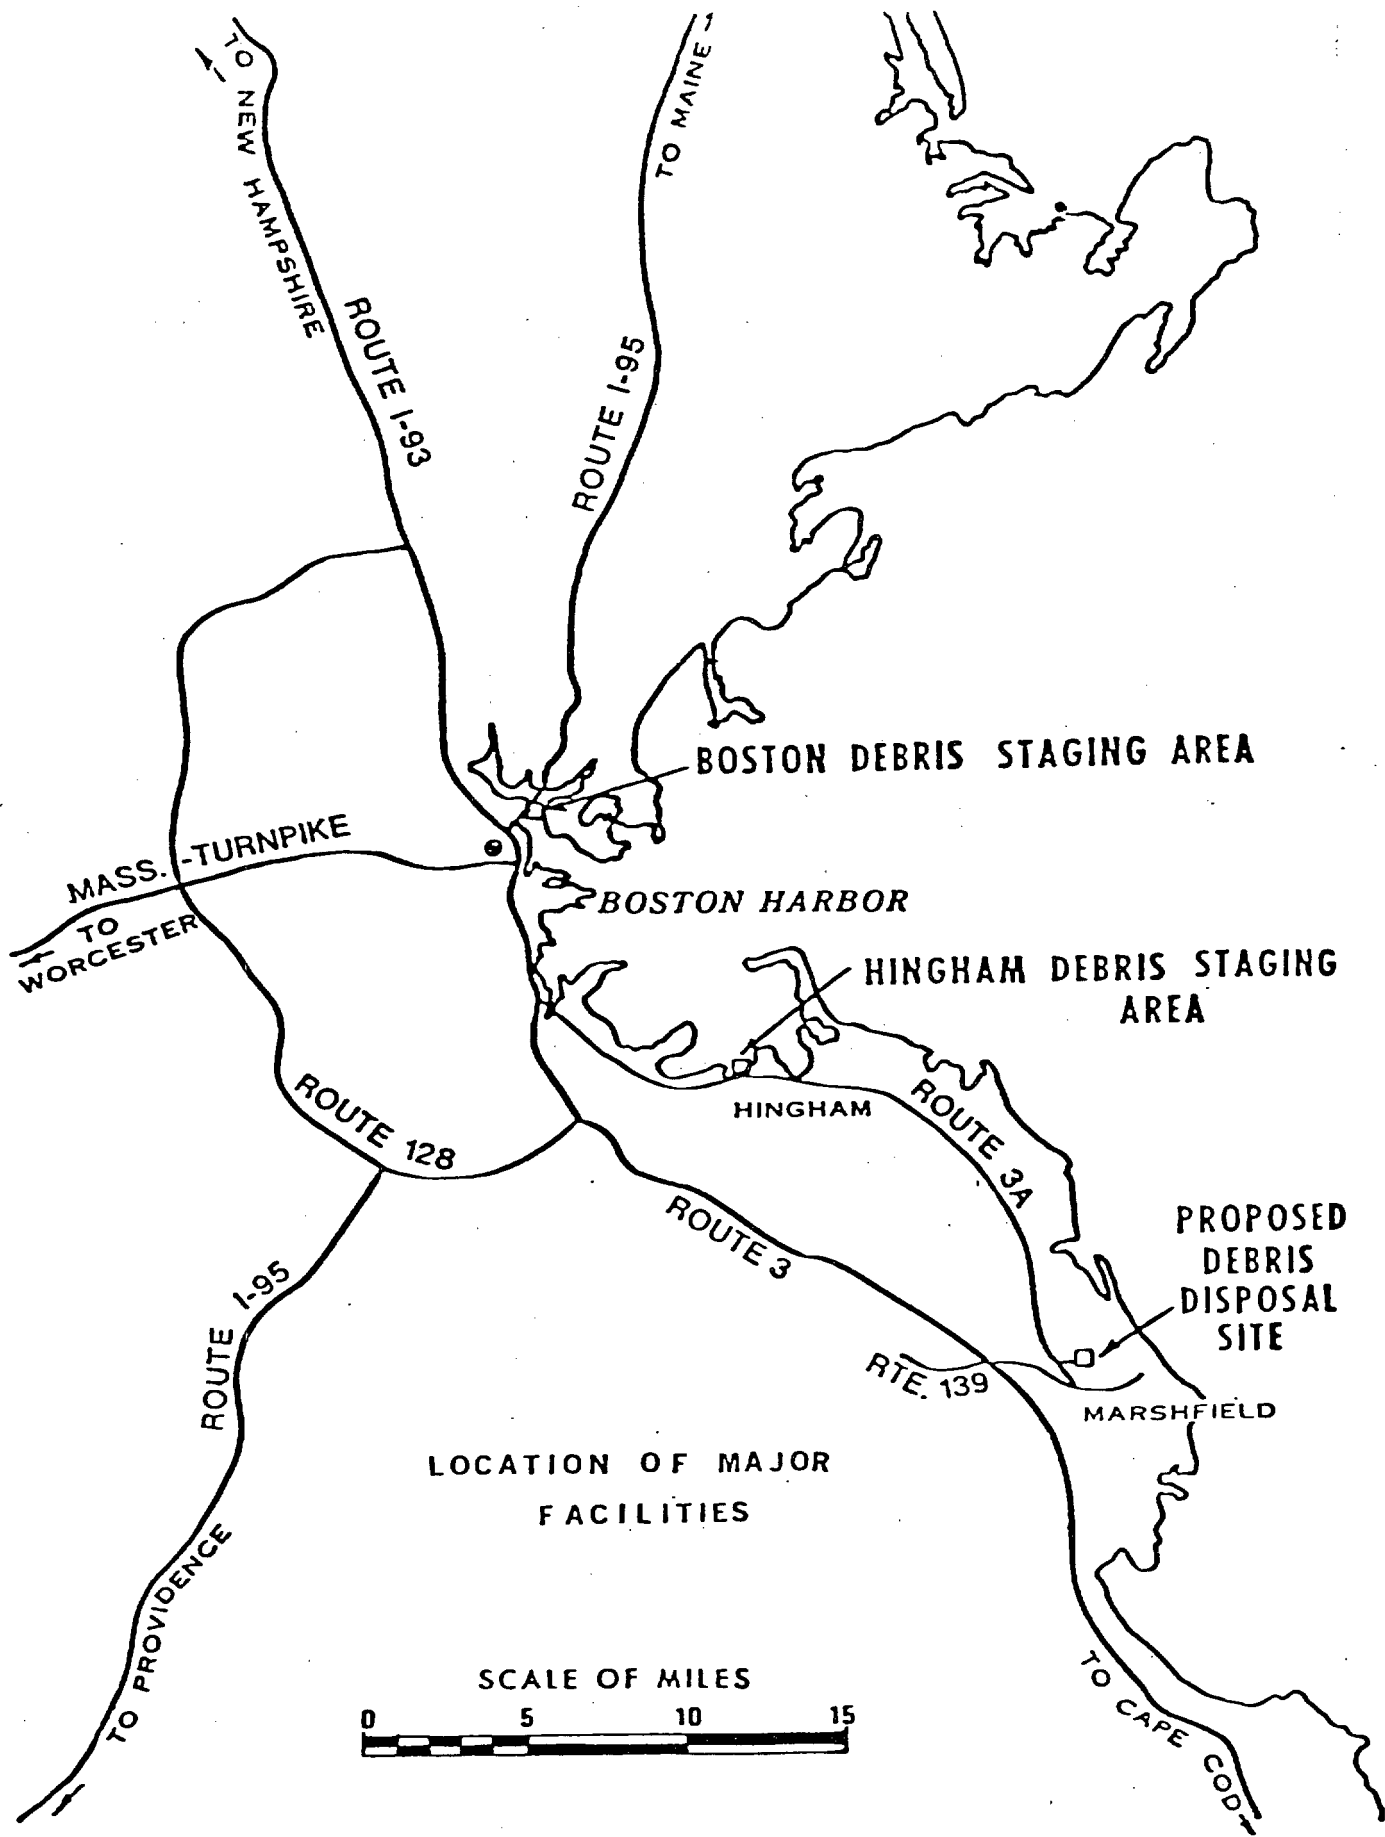 TO NEW HAMPSHIRE
TO MAINE
ROUTE I-93
ROUTE I-95
BOSTON DEBRIS STAGING AREA
MASS.-TURNPIKE
TO
WORCESTER
BOSTON HARBOR
HINGHAM DEBRIS STAGING
AREA
HINGHAM
ROUTE 3A
ROUTE 128
ROUTE 3
PROPOSED
DEBRIS
DISPOSAL
SITE
ROUTE I-95
RTE. 139
MARSHFIELD
LOCATION OF MAJOR
FACILITIES
TO PROVIDENCE
SCALE OF MILES
0 5 10 15
TO CAPE COD